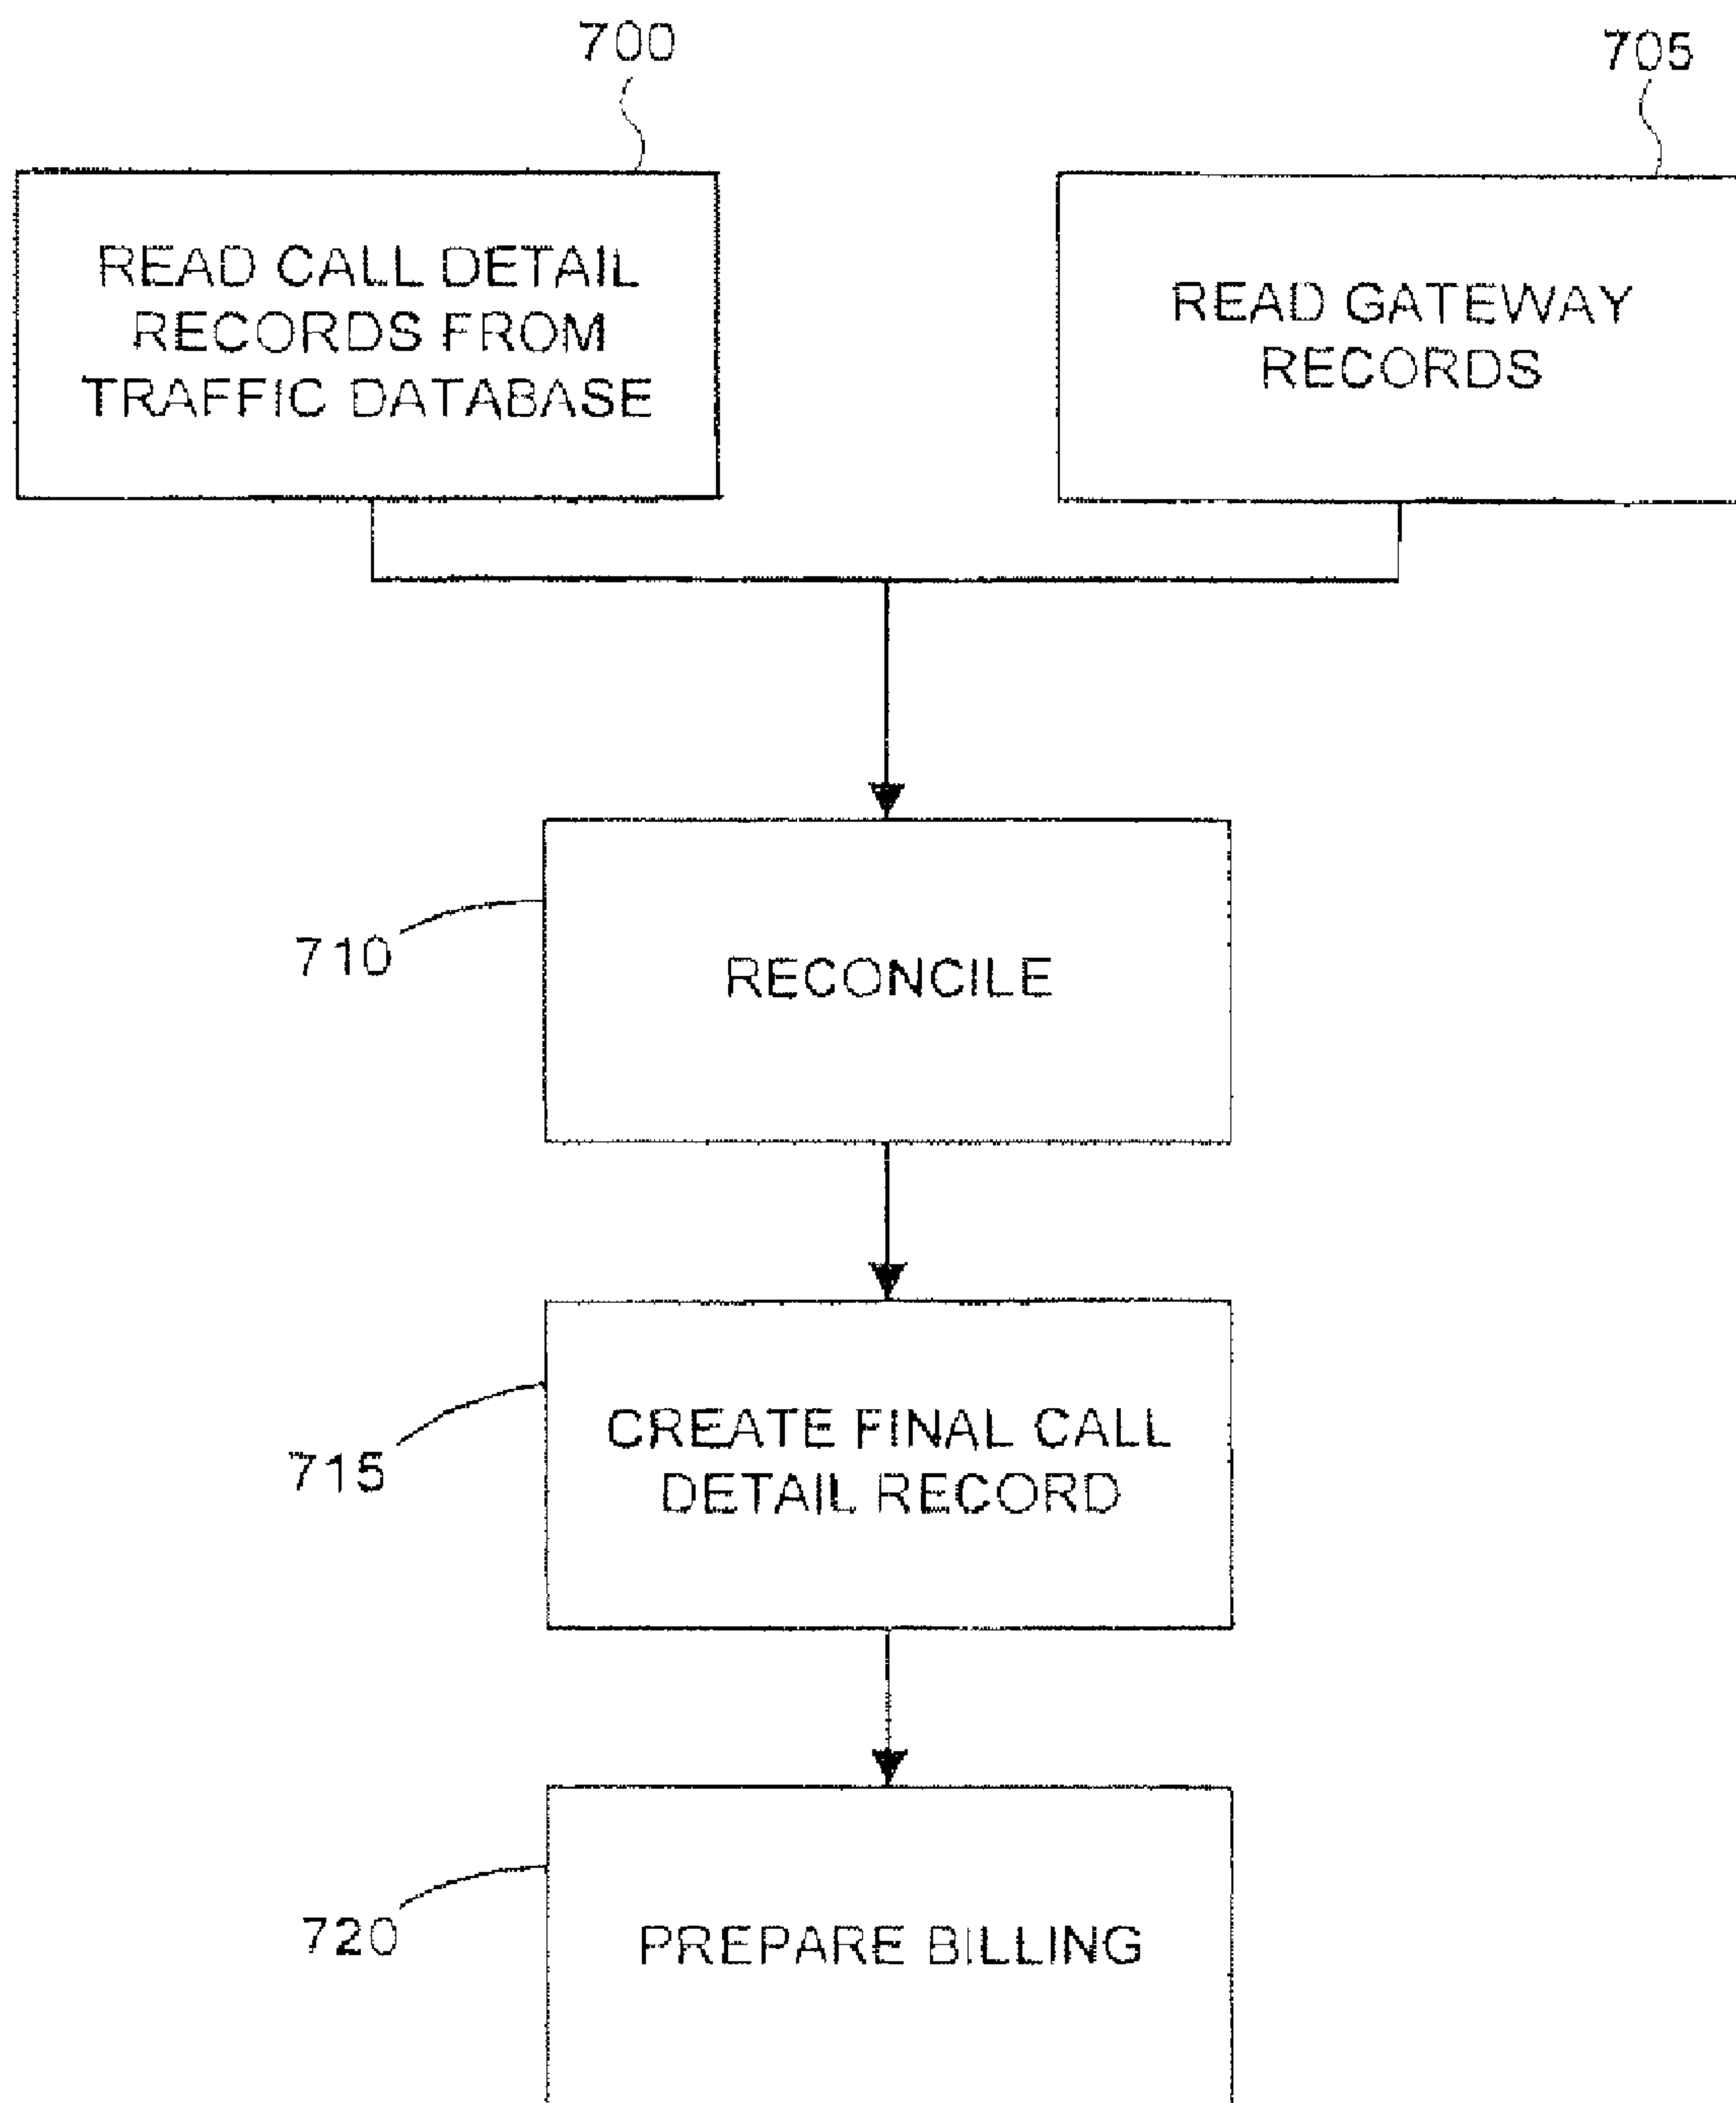 700
705
READ CALL DETAIL
RECORDS FROM
TRAFFIC DATABASE
READ GATEWAY
RECORDS
710
RECONCILE
715
CREATE FINAL CALL
DETAIL RECORD
720
PREPARE BILLING